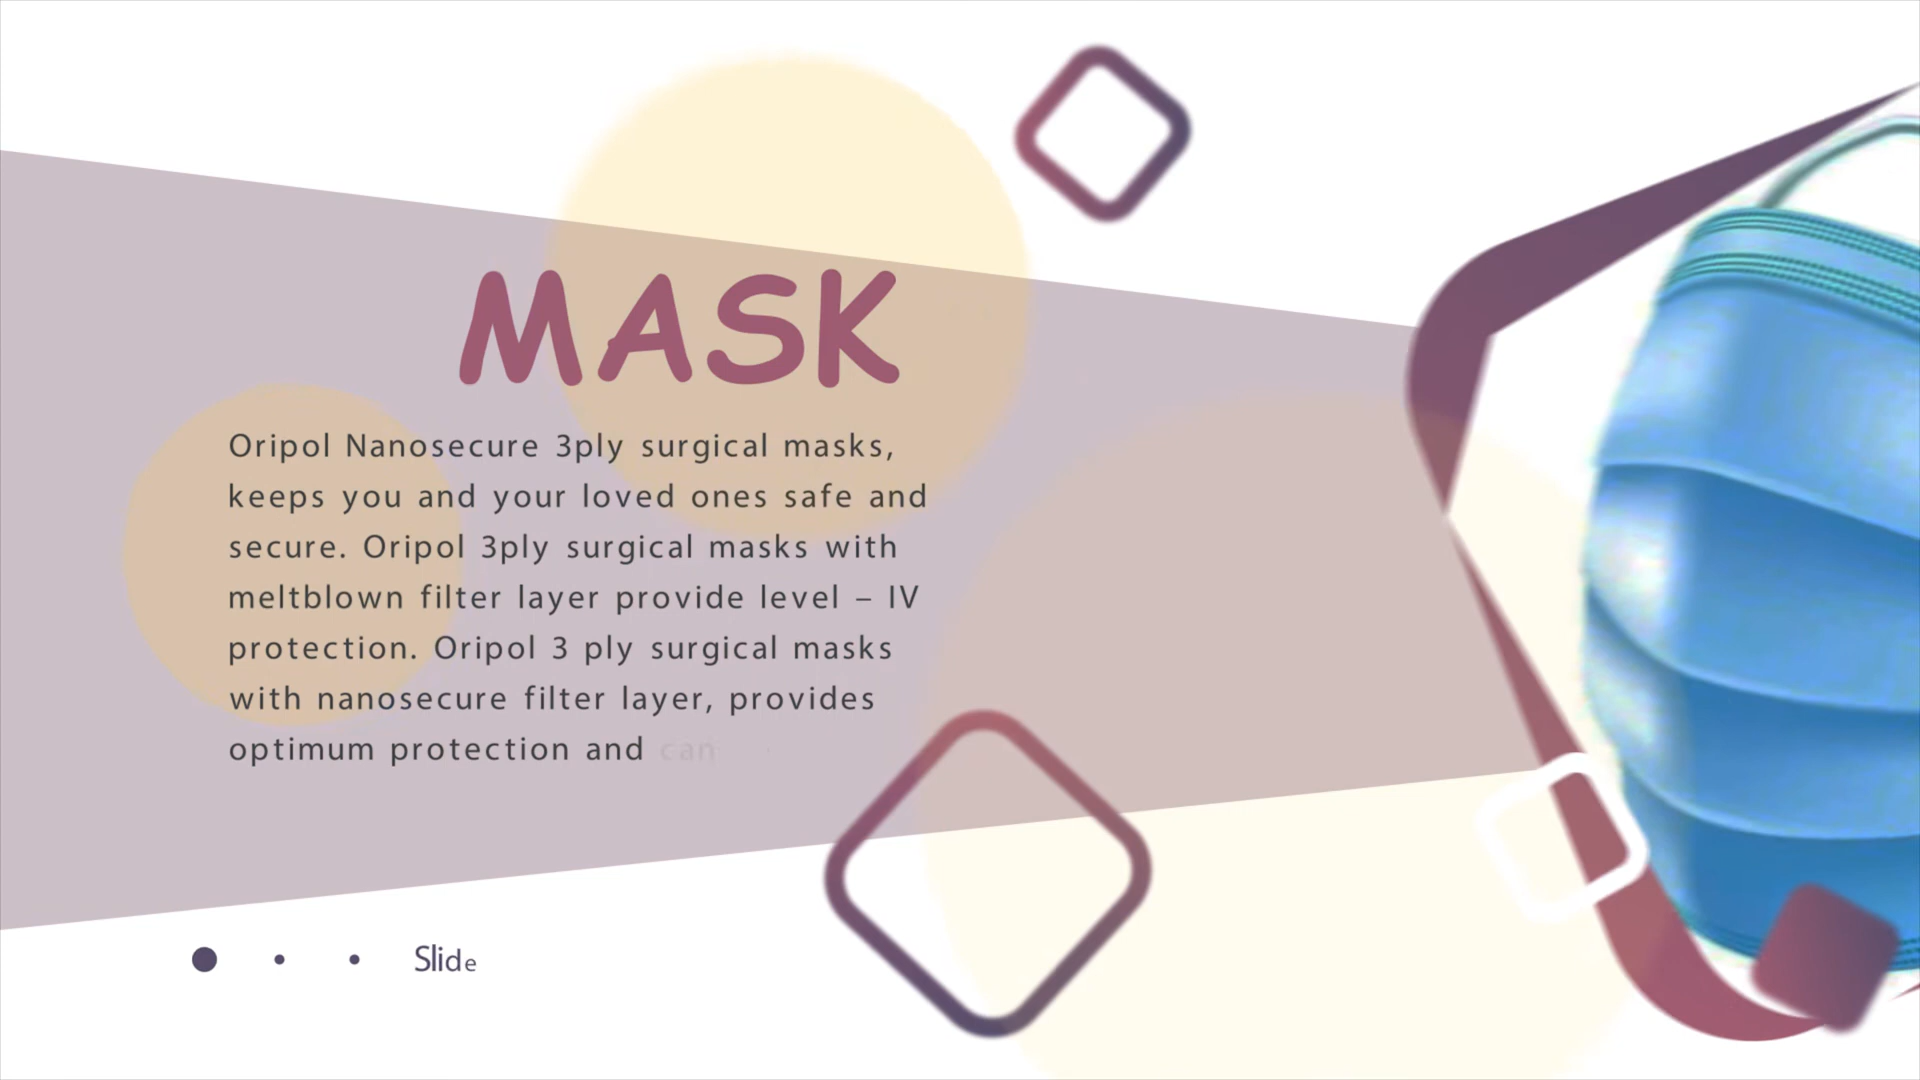 MASK
Oripol Nanosecure 3ply surgical masks,
keeps you and your loved ones safe and
secure. Oripol 3ply surgical masks with
meltblown filter layer provide level – IV
protection. Oripol 3 ply surgical masks
with nanosecure filter layer, provides
optimum protection and can
Slide